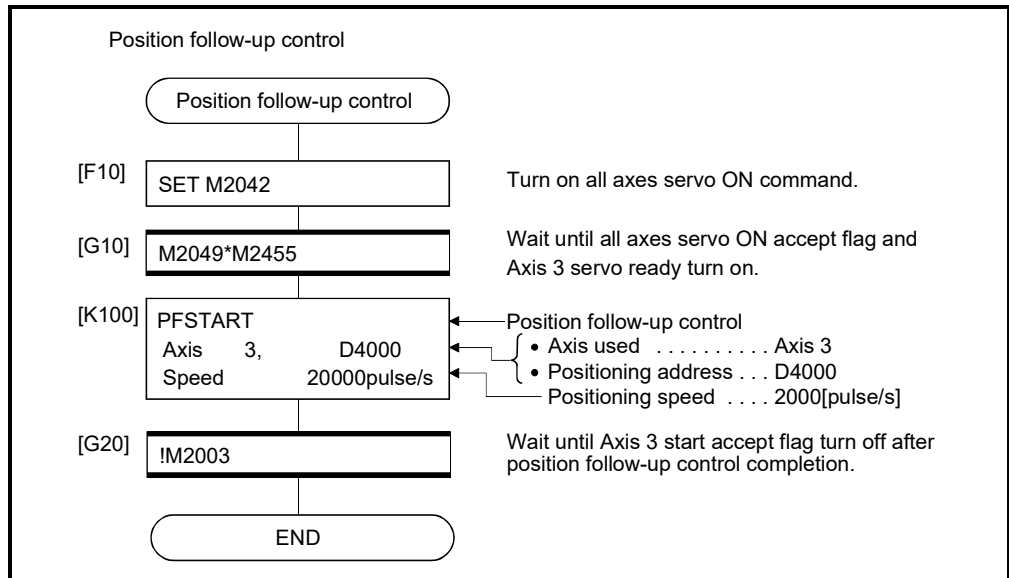 Position follow-up control
Position follow-up control
[F10]
SET M2042
Turn on all axes servo ON command.
[G10]
M2049*M2455
Wait until all axes servo ON accept flag and
Axis 3 servo ready turn on.
[K100]
PFSTART
Axis 3, D4000
Speed 20000pulse/s
Position follow-up control
• Axis used . . . . . . . . . . Axis 3
• Positioning address . . . D4000
Positioning speed . . . . 2000[pulse/s]
[G20]
!M2003
Wait until Axis 3 start accept flag turn off after
position follow-up control completion.
END